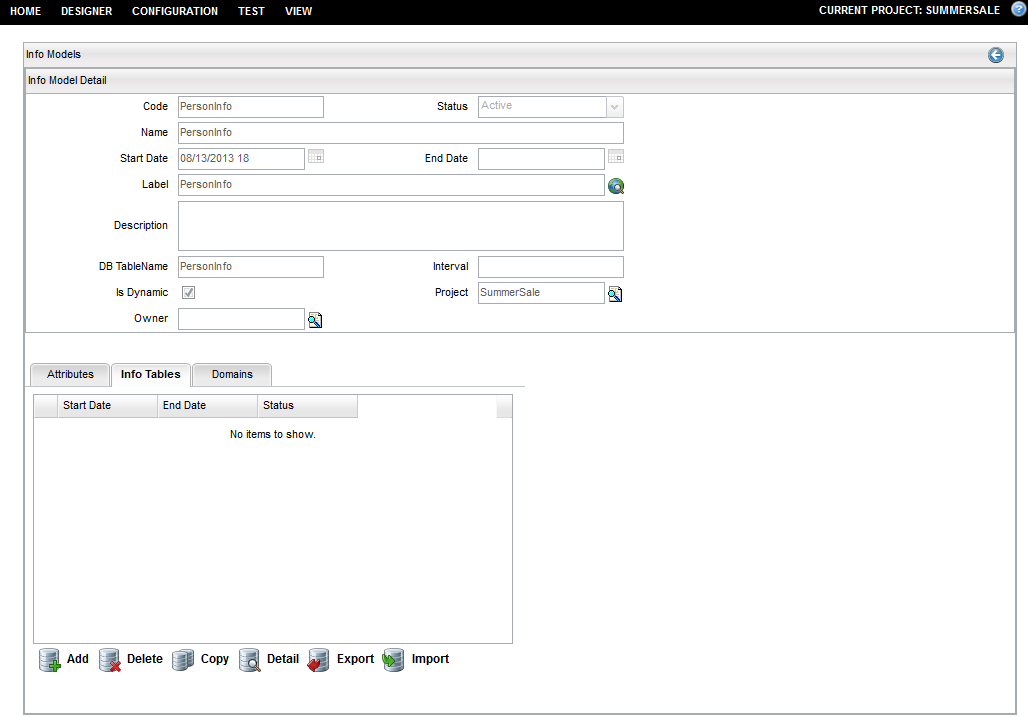 HOME DESIGNER CONFIGURATION TEST VIEW CURRENT PROJECT: SUMMERSALE
Info Models
Info Model Detail
Code PersonInfo Status Active
Name PersonInfo
Start Date 08/13/2013 18 End Date
Label PersonInfo
Description
DB TableName PersonInfo Interval
Is Dynamic Project SummerSale
Owner
Attributes Info Tables Domains
Start Date End Date Status
No items to show.
Add Delete Copy Detail Export Import